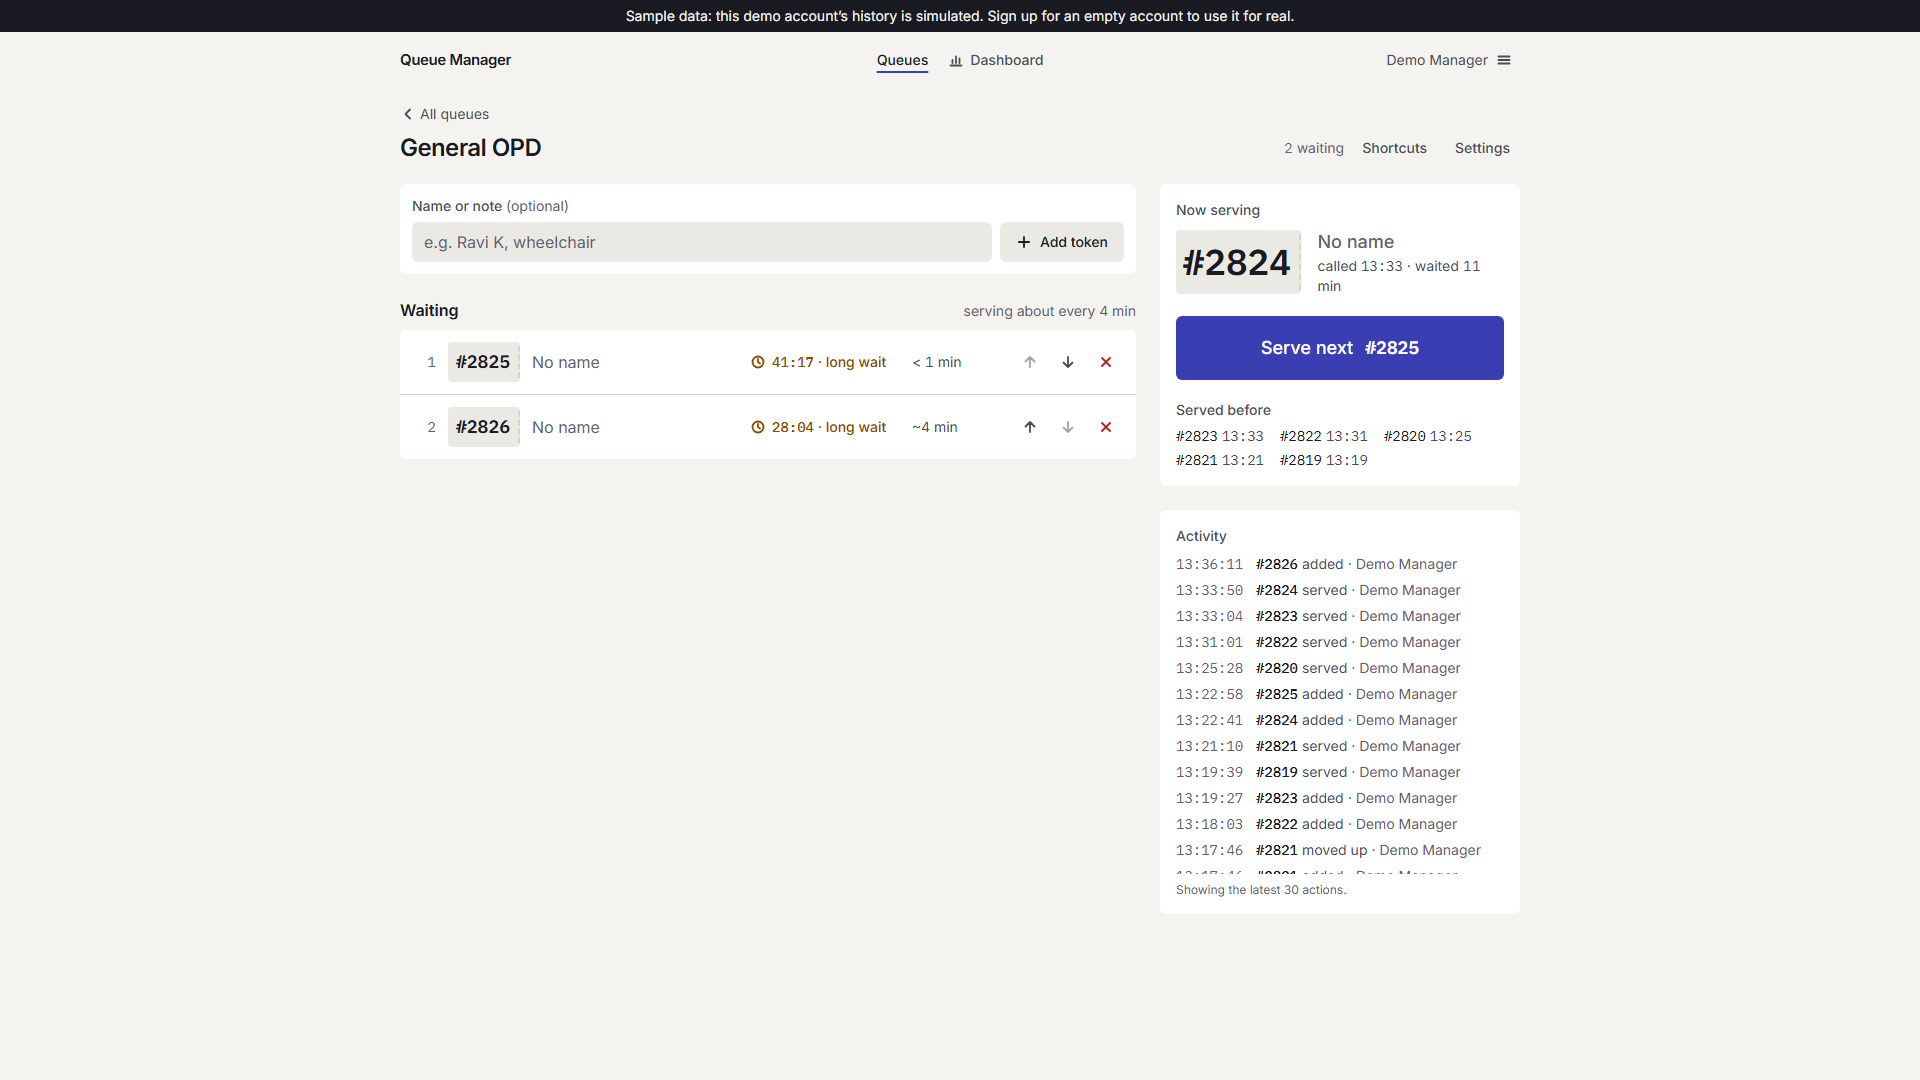 Sample data: this demo account's history is simulated. Sign up for an empty account to use it for real.
Queue Manager
Queues
Dashboard
Demo Manager
All queues
General OPD
2 waiting
Shortcuts
Settings
Name or note (optional)
e.g. Ravi K, wheelchair
Add token
Waiting
serving about every 4 min
1 #2825 No name 41:17 · long wait < 1 min
2 #2826 No name 28:04 · long wait ~4 min
Now serving
#2824
No name
called 13:33 · waited 11
min
Serve next #2825
Served before
#2823 13:33 #2822 13:31 #2820 13:25
#2821 13:21 #2819 13:19
Activity
13:36:11 #2826 added · Demo Manager
13:33:50 #2824 served · Demo Manager
13:33:04 #2823 served · Demo Manager
13:31:01 #2822 served · Demo Manager
13:25:28 #2820 served · Demo Manager
13:22:58 #2825 added · Demo Manager
13:22:41 #2824 added · Demo Manager
13:21:10 #2821 served · Demo Manager
13:19:39 #2819 served · Demo Manager
13:19:27 #2823 added · Demo Manager
13:18:03 #2822 added · Demo Manager
13:17:46 #2821 moved up · Demo Manager
Showing the latest 30 actions.